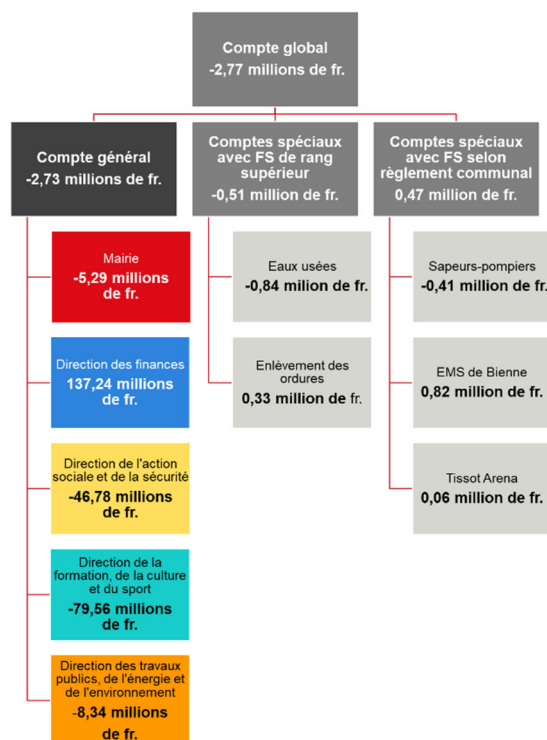 Compte global
-2,77 millions de fr.
Compte général
-2,73 millions de fr.
Comptes spéciaux
avec FS de rang
supérieur
-0,51 million de fr.
Comptes spéciaux
avec FS selon
règlement communal
0,47 million de fr.
Mairie
-5,29 millions
de fr.
Direction des finances
137,24 millions
de fr.
Direction de l'action
sociale et de la sécurité
-46,78 millions
de fr.
Direction de la
formation, de la culture
et du sport
-79,56 millions
de fr.
Direction des travaux
publics, de l'énergie et
de l'environnement
-8,34 millions
de fr.
Eaux usées
-0,84 milion de fr.
Enlèvement des
ordures
0,33 million de fr.
Sapeurs-pompiers
-0,41 million de fr.
EMS de Bienne
0,82 million de fr.
Tissot Arena
0,06 million de fr.